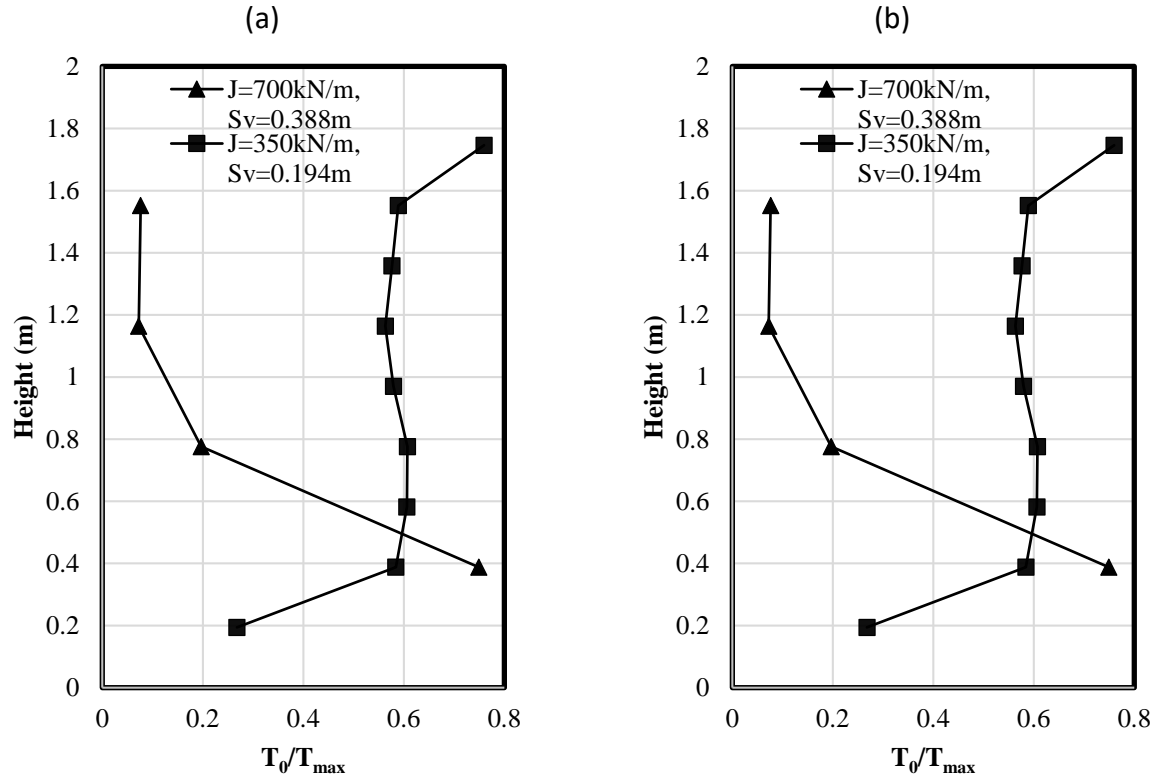 (a)
2
1.8
1.6
1.4
1.2
1
0.8
0.6
0.4
0.2
0
Height (m)
J=700kN/m,
Sv=0.388m
J=350kN/m,
Sv=0.194m
0 0.2 0.4 0.6 0.8
T0/Tmax
(b)
2
1.8
1.6
1.4
1.2
1
0.8
0.6
0.4
0.2
0
Height (m)
J=700kN/m,
Sv=0.388m
J=350kN/m,
Sv=0.194m
0 0.2 0.4 0.6 0.8
T0/Tmax